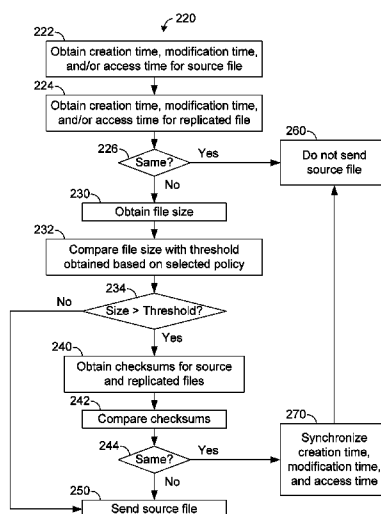 220
222
Obtain creation time, modification time,
and/or access time for source file
224
Obtain creation time, modification time,
and/or access time for replicated file
226
Same?
Yes
No
260
Do not send
source file
230
Obtain file size
232
Compare file size with threshold
obtained based on selected policy
234
Size > Threshold?
No
Yes
240
Obtain checksums for source
and replicated files
242
Compare checksums
244
Same?
Yes
No
270
Synchronize
creation time,
modification time,
and access time
250
Send source file